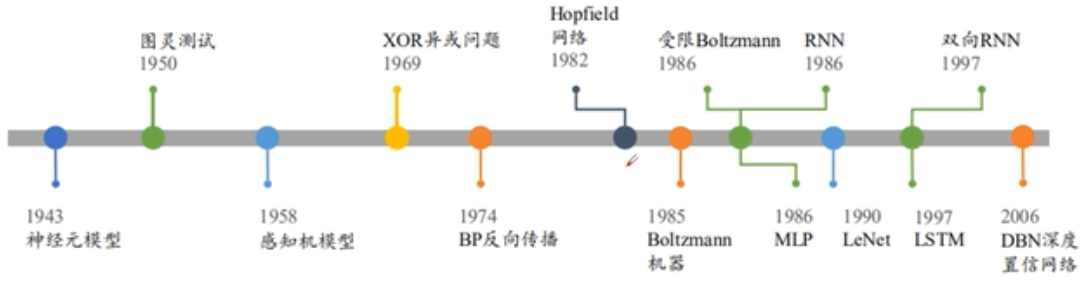 图灵测试
1950
XOR异或问题
1969
Hopfield
网络
1982
受限Boltzmann
1986
RNN
1986
双向RNN
1997
1943
神经元模型
1958
感知机模型
1974
BP反向传播
1985
Boltzmann
机器
1986
MLP
1990
LeNet
1997
LSTM
2006
DBN深度
置信网络